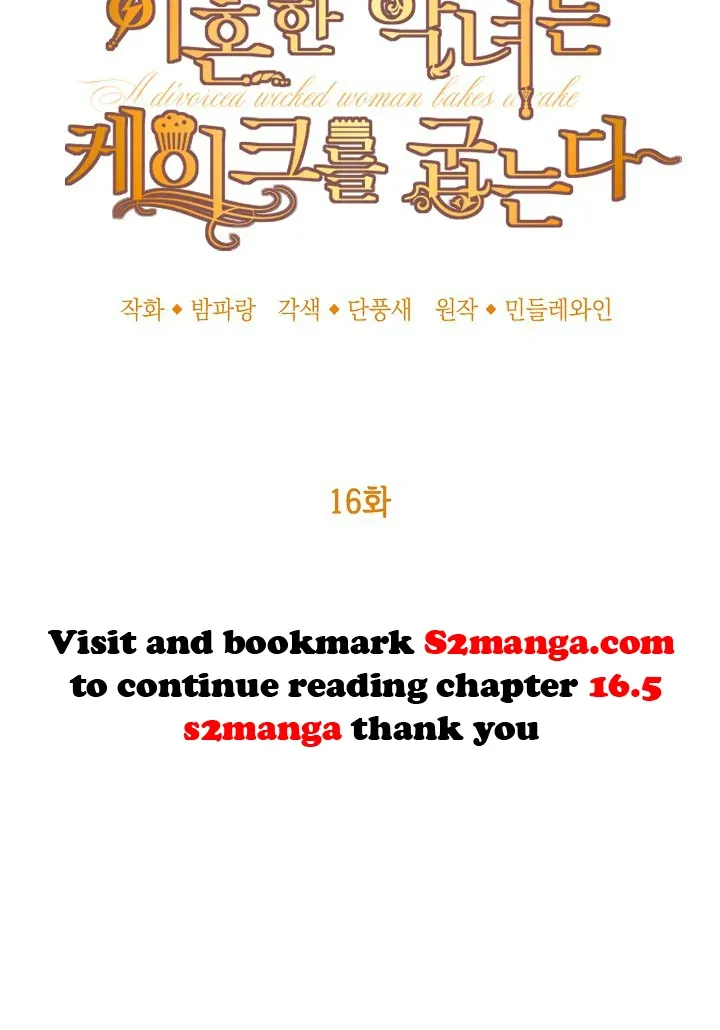 이혼한 악녀는
A divorced wicked woman bakes a cake
케이크를 굽는다~
작화 ◆ 밤파랑 각색 ◆ 단풍새 원작 ◆ 민들레와인
16화
Visit and bookmark S2manga.com
to continue reading chapter 16.5
s2manga thank you